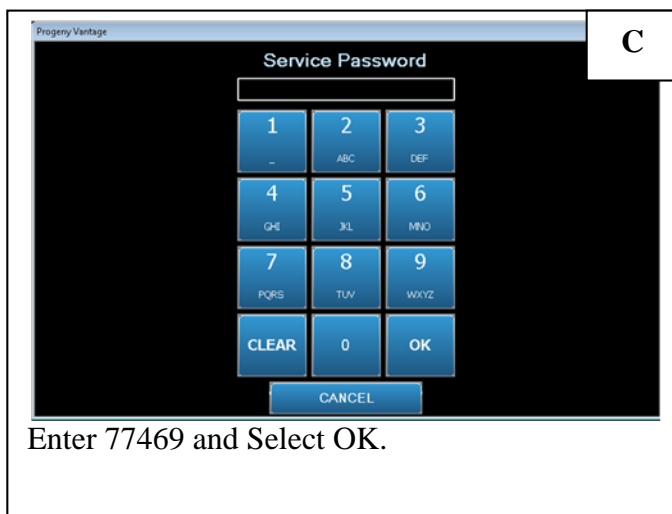 Progeny Vantage
C
Service Password
1 2 3
_ ABC DEF
4 5 6
GHI JKL MNO
7 8 9
PQRS TUV WXYZ
CLEAR 0 OK
CANCEL
Enter 77469 and Select OK.